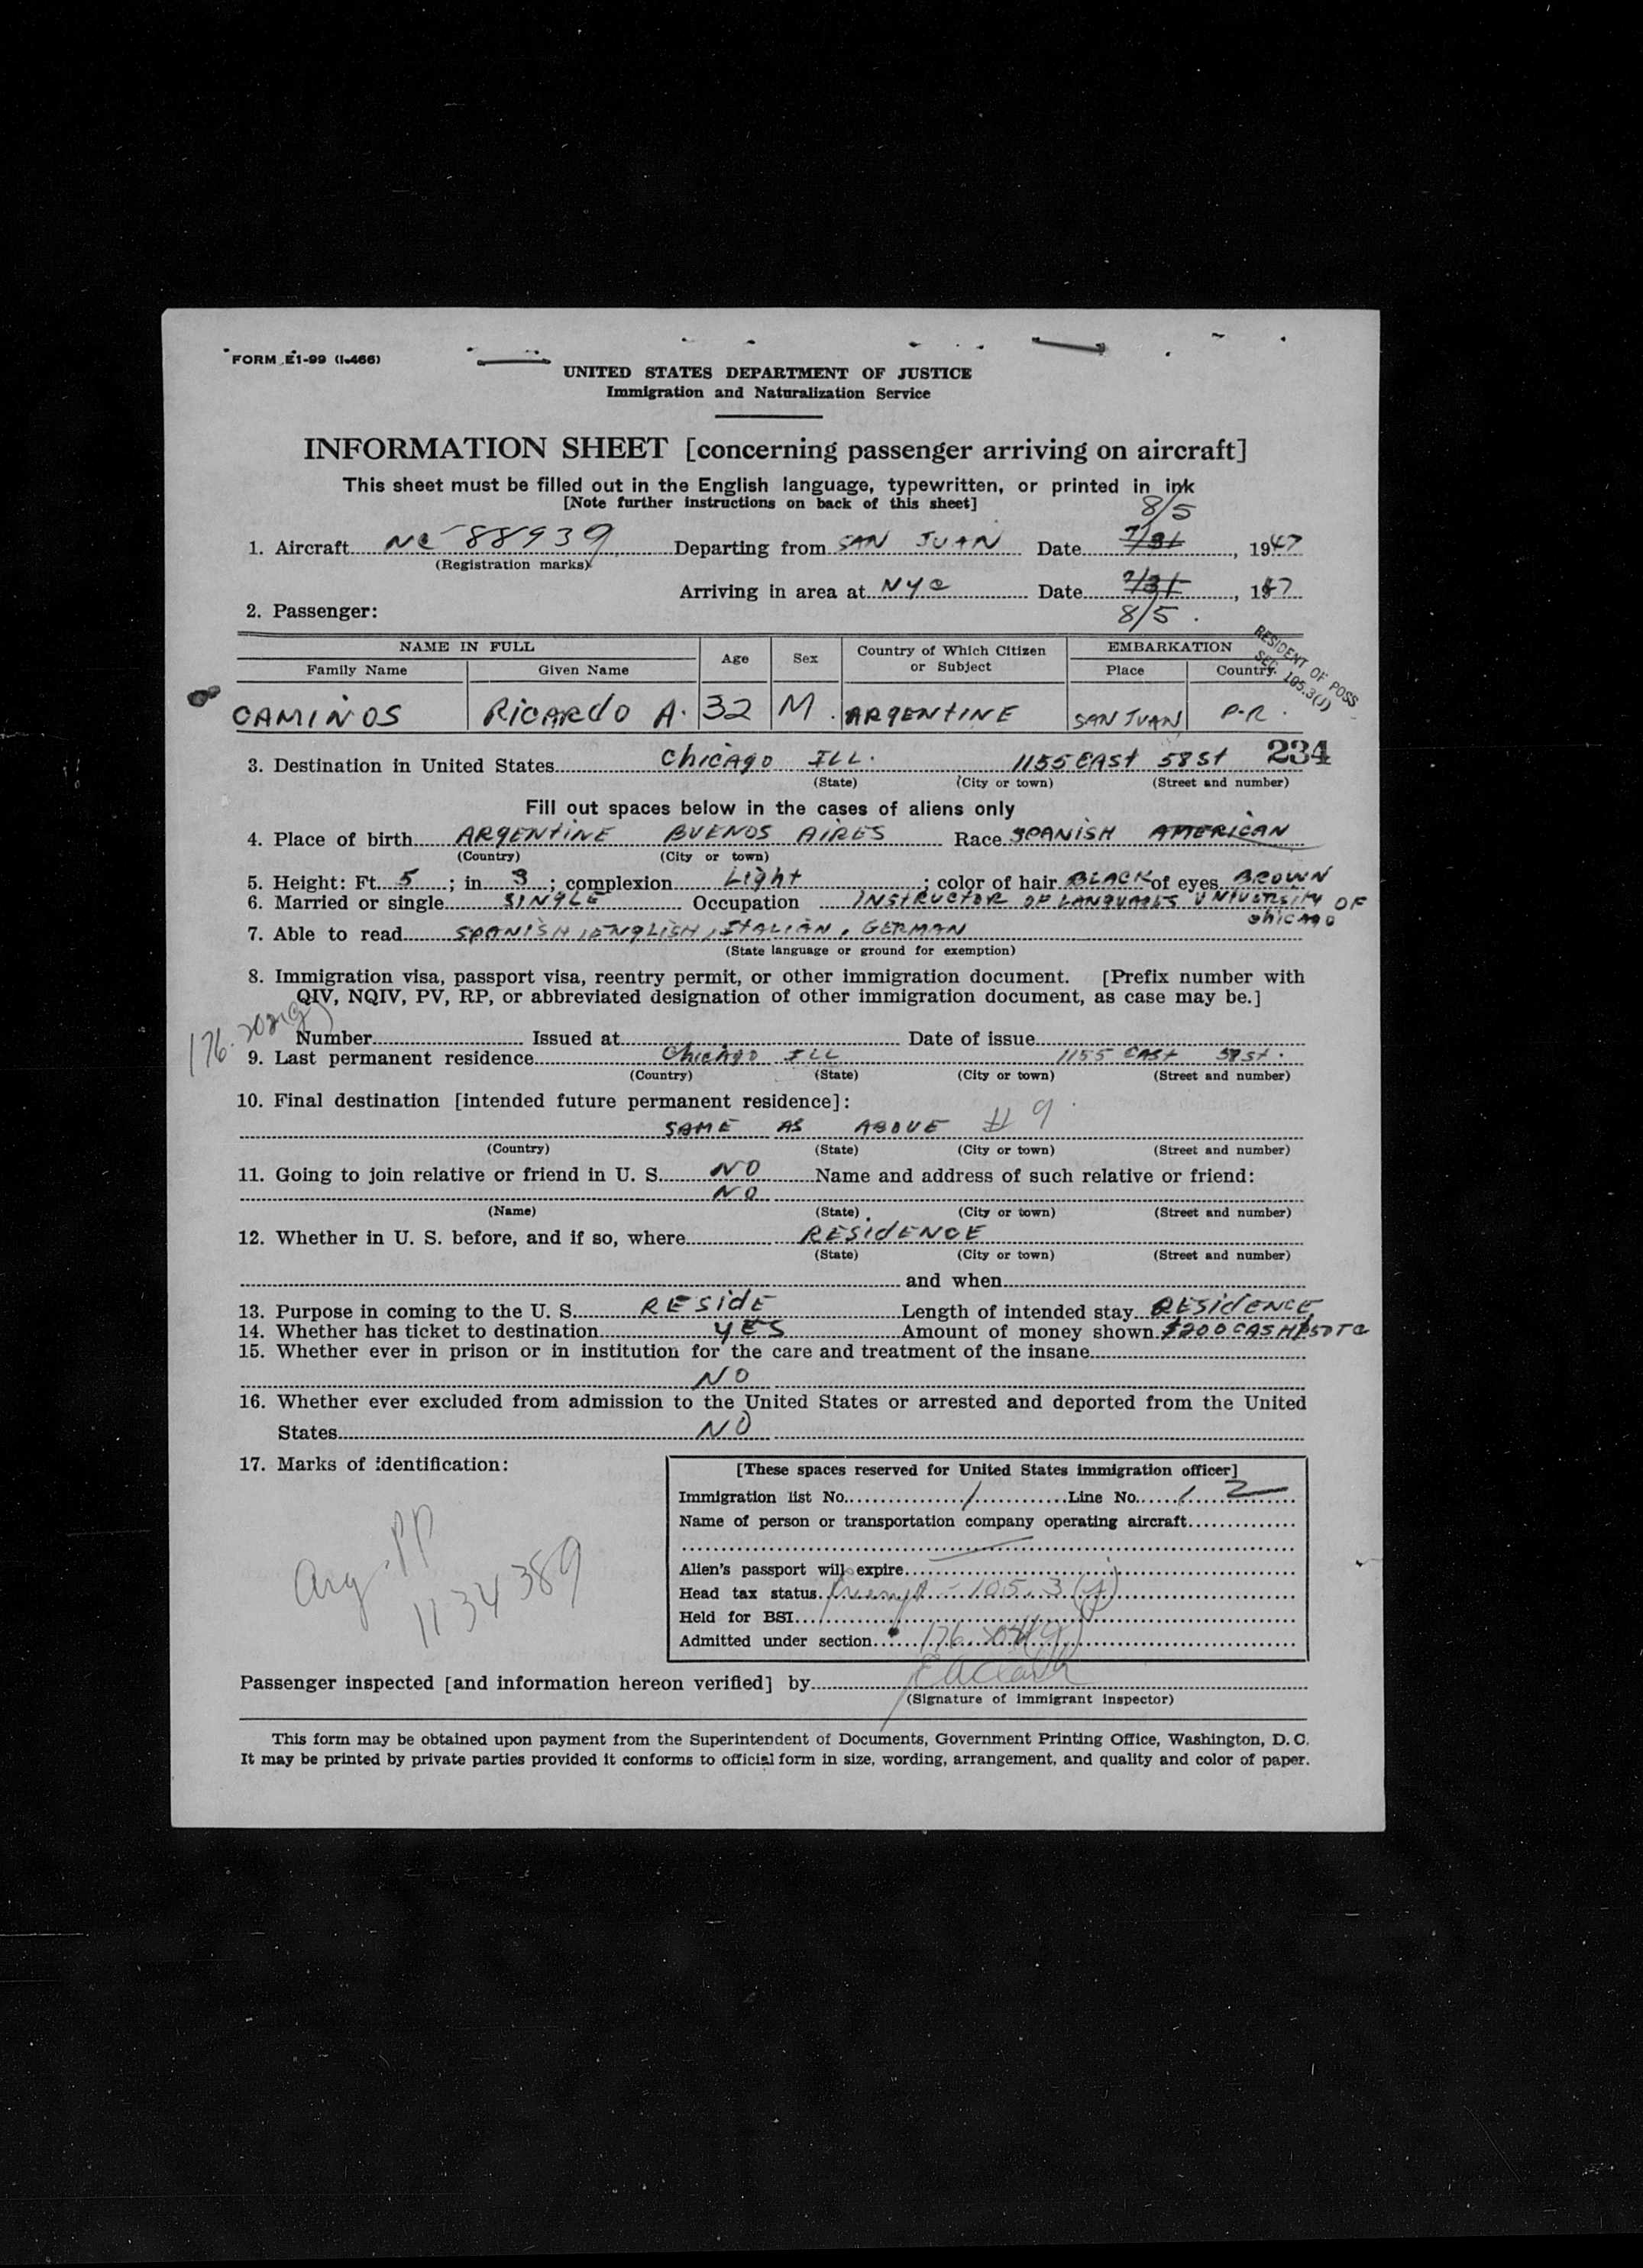 FORM E1-99 (I-466)
UNITED STATES DEPARTMENT OF JUSTICE
Immigration and Naturalization Service
INFORMATION SHEET [concerning passenger arriving on aircraft]
This sheet must be filled out in the English language, typewritten, or printed in ink
[Note further instructions on back of this sheet]
8/5
1. Aircraft NC 88939 Departing from SAN JUAN Date 7/31, 1947
(Registration marks)
Arriving in area at NYC Date 7/31, 1947
2. Passenger: 8/5
NAME IN FULL Age Sex Country of Which Citizen or Subject EMBARKATION
Family Name Given Name Place Country
RESIDENT OF POSS
SEC. 105.3(J)
CAMINOS RICARDO A. 32 M. ARGENTINE SAN JUAN P.R.
234
3. Destination in United States Chicago ILL. 1155 EAST 58 St
(State) (City or town) (Street and number)
Fill out spaces below in the cases of aliens only
4. Place of birth ARGENTINE BUENOS AIRES Race SPANISH AMERICAN
(Country) (City or town)
5. Height: Ft. 5; in 3; complexion Light; color of hair BLACK of eyes BROWN
6. Married or single SINGLE Occupation INSTRUCTOR OF LANGUAGES UNIVERSITY OF
Chicago
7. Able to read SPANISH, ENGLISH, ITALIAN, GERMAN
(State language or ground for exemption)
8. Immigration visa, passport visa, reentry permit, or other immigration document. [Prefix number with
QIV, NQIV, PV, RP, or abbreviated designation of other immigration document, as case may be.]
Number Issued at Date of issue
9. Last permanent residence Chicago ILL 1155 EAST 58 St.
(Country) (State) (City or town) (Street and number)
10. Final destination [intended future permanent residence]:
SAME AS ABOVE # 9
(Country) (State) (City or town) (Street and number)
11. Going to join relative or friend in U. S. NO Name and address of such relative or friend:
NO
(Name) (State) (City or town) (Street and number)
12. Whether in U. S. before, and if so, where RESIDENCE
(State) (City or town) (Street and number)
and when
13. Purpose in coming to the U. S. RESIDE Length of intended stay RESIDENCE
14. Whether has ticket to destination YES Amount of money shown $200 CASH
15. Whether ever in prison or in institution for the care and treatment of the insane
NO
16. Whether ever excluded from admission to the United States or arrested and deported from the United
States NO
17. Marks of identification:
Arg. PP
1134389
[These spaces reserved for United States immigration officer]
Immigration list No. 1 Line No. 2
Name of person or transportation company operating aircraft
Alien's passport will expire
Head tax status exempt - 105.3 (j)
Held for BSI
Admitted under section
Passenger inspected [and information hereon verified] by
(Signature of immigrant inspector)
This form may be obtained upon payment from the Superintendent of Documents, Government Printing Office, Washington, D. C.
It may be printed by private parties provided it conforms to official form in size, wording, arrangement, and quality and color of paper.